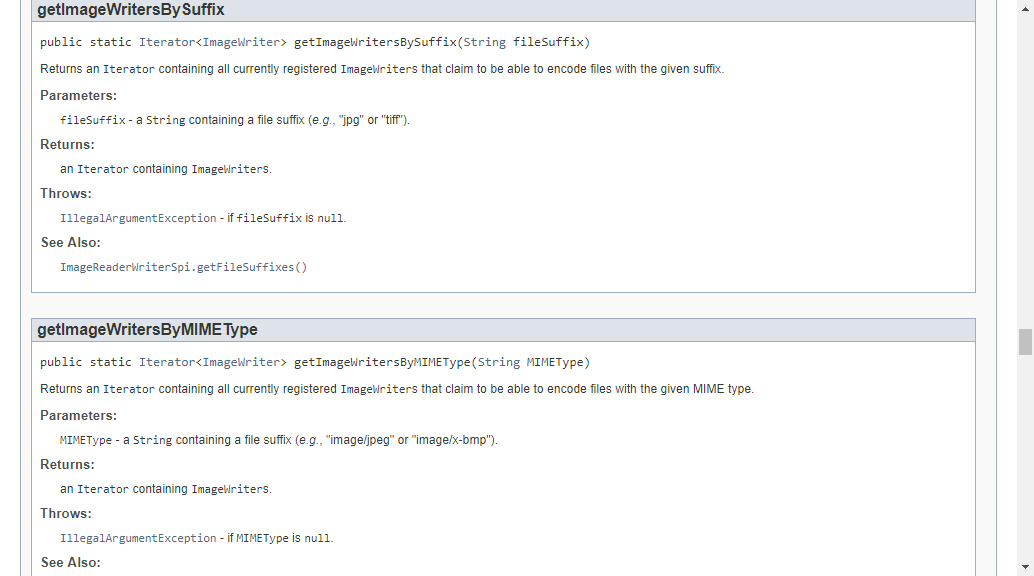 getImageWritersBySuffix
public static Iterator<ImageWriter> getImageWritersBySuffix(String fileSuffix)
Returns an Iterator containing all currently registered ImageWriters that claim to be able to encode files with the given suffix.
Parameters:
fileSuffix - a String containing a file suffix (e.g., "jpg" or "tiff").
Returns:
an Iterator containing ImageWriters.
Throws:
IllegalArgumentException - if fileSuffix is null.
See Also:
ImageReaderWriterSpi.getFileSuffixes()
getImageWritersByMIMEType
public static Iterator<ImageWriter> getImageWritersByMIMEType(String MIMEType)
Returns an Iterator containing all currently registered ImageWriters that claim to be able to encode files with the given MIME type.
Parameters:
MIMEType - a String containing a file suffix (e.g., "image/jpeg" or "image/x-bmp").
Returns:
an Iterator containing ImageWriters.
Throws:
IllegalArgumentException - if MIMEType is null.
See Also: